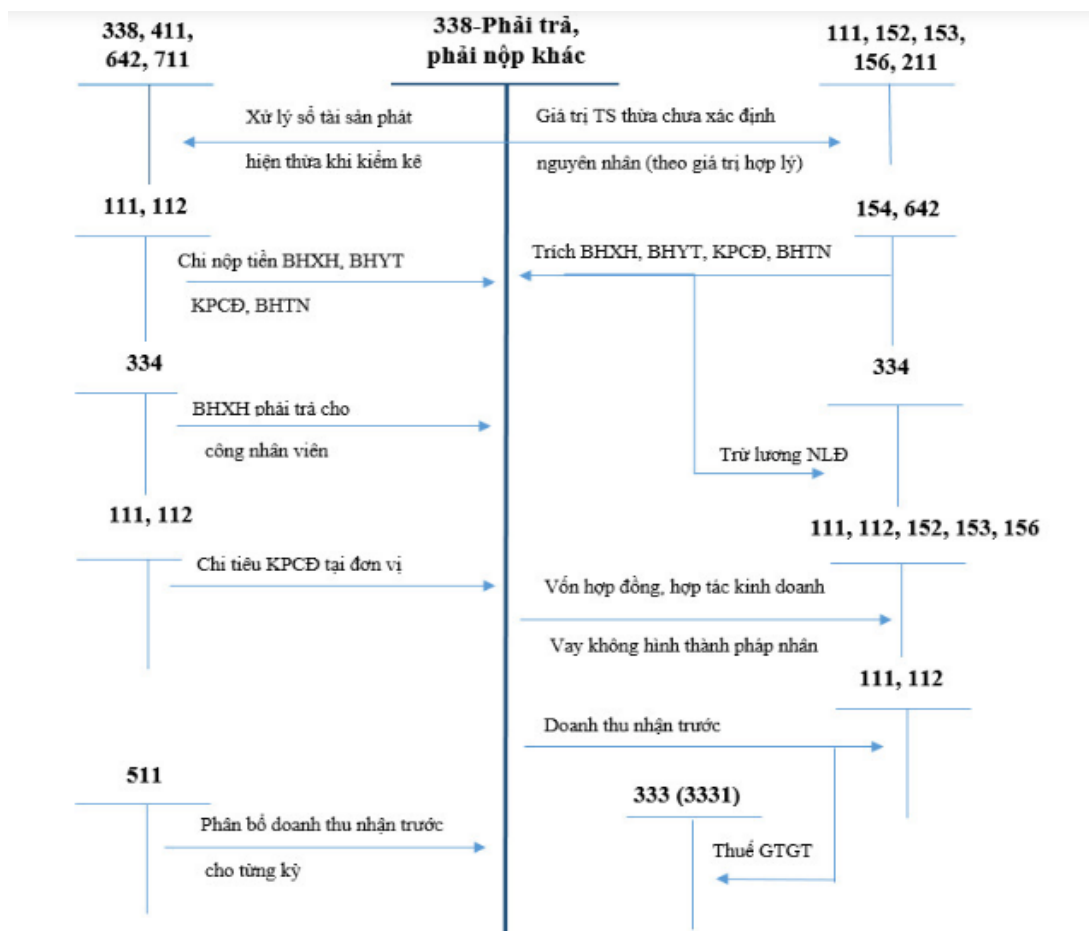 338, 411,
642, 711
338-Phải trả,
phải nộp khác
111, 152, 153,
156, 211
Xử lý số tài sản phát
hiện thừa khi kiểm kê
Giá trị TS thừa chưa xác định
nguyên nhân (theo giá trị hợp lý)
111, 112
154, 642
Chi nộp tiền BHXH, BHYT
KPCĐ, BHTN
Trích BHXH, BHYT, KPCĐ, BHTN
334
334
BHXH phải trả cho
công nhân viên
Trừ lương NLĐ
111, 112
111, 112, 152, 153, 156
Chi tiêu KPCĐ tại đơn vị
Vốn hợp đồng, hợp tác kinh doanh
Vay không hình thành pháp nhân
111, 112
Doanh thu nhận trước
511
333 (3331)
Phân bổ doanh thu nhận trước
cho từng kỳ
Thuế GTGT